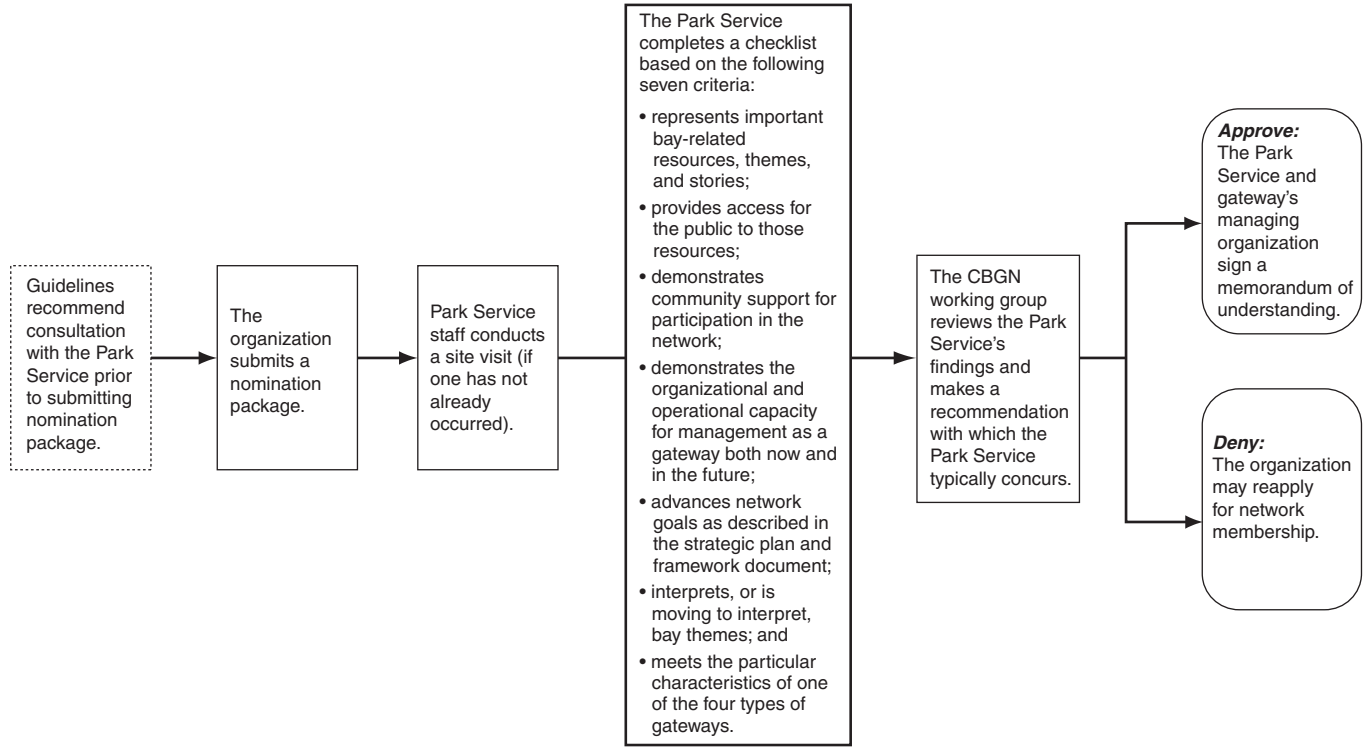 Guidelines
recommend
consultation
with the Park
Service prior
to submitting
nomination
package.
The
organization
submits a
nomination
package.
Park Service
staff conducts
a site visit (if
one has not
already
occurred).
The Park Service
completes a checklist
based on the following
seven criteria:
• represents important
bay-related
resources, themes,
and stories;
• provides access for
the public to those
resources;
• demonstrates
community support for
participation in the
network;
• demonstrates the
organizational and
operational capacity
for management as a
gateway both now and
in the future;
• advances network
goals as described in
the strategic plan and
framework document;
• interprets, or is
moving to interpret,
bay themes; and
• meets the particular
characteristics of one
of the four types of
gateways.
The CBGN
working group
reviews the Park
Service's
findings and
makes a
recommendation
with which the
Park Service
typically concurs.
Approve:
The Park
Service and
gateway's
managing
organization
sign a
memorandum of
understanding.
Deny:
The organization
may reapply
for network
membership.